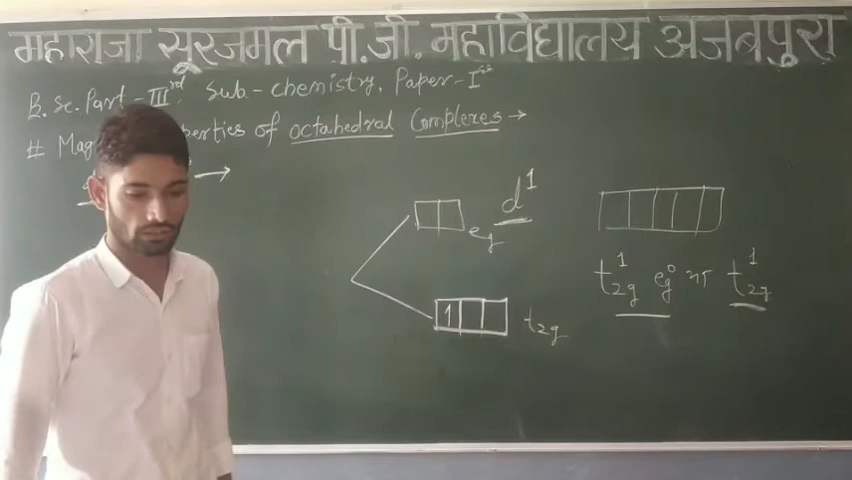 महाराजा सूरजमल पी.जी. महाविद्यालय अजबपुरा
B.Sc. Part-III rd, Sub-chemistry, Paper-I st
# Mag perties of octahedral Complexes →
→
d¹
eg
t₂g¹ eg⁰ या t₂g¹
1 t₂g